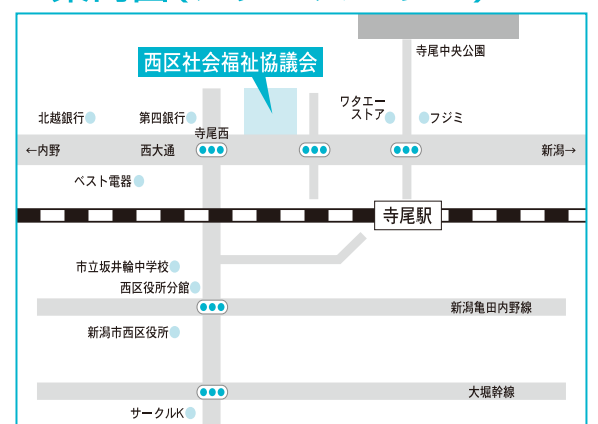 寺尾中央公園
西区社会福祉協議会
ワタエー
ストア
フジミ
北越銀行
第四銀行
寺尾西
←内野
西大通
新潟→
ベスト電器
寺尾駅
市立坂井輪中学校
西区役所分館
新潟亀田内野線
新潟市西区役所
大堀幹線
サークルK